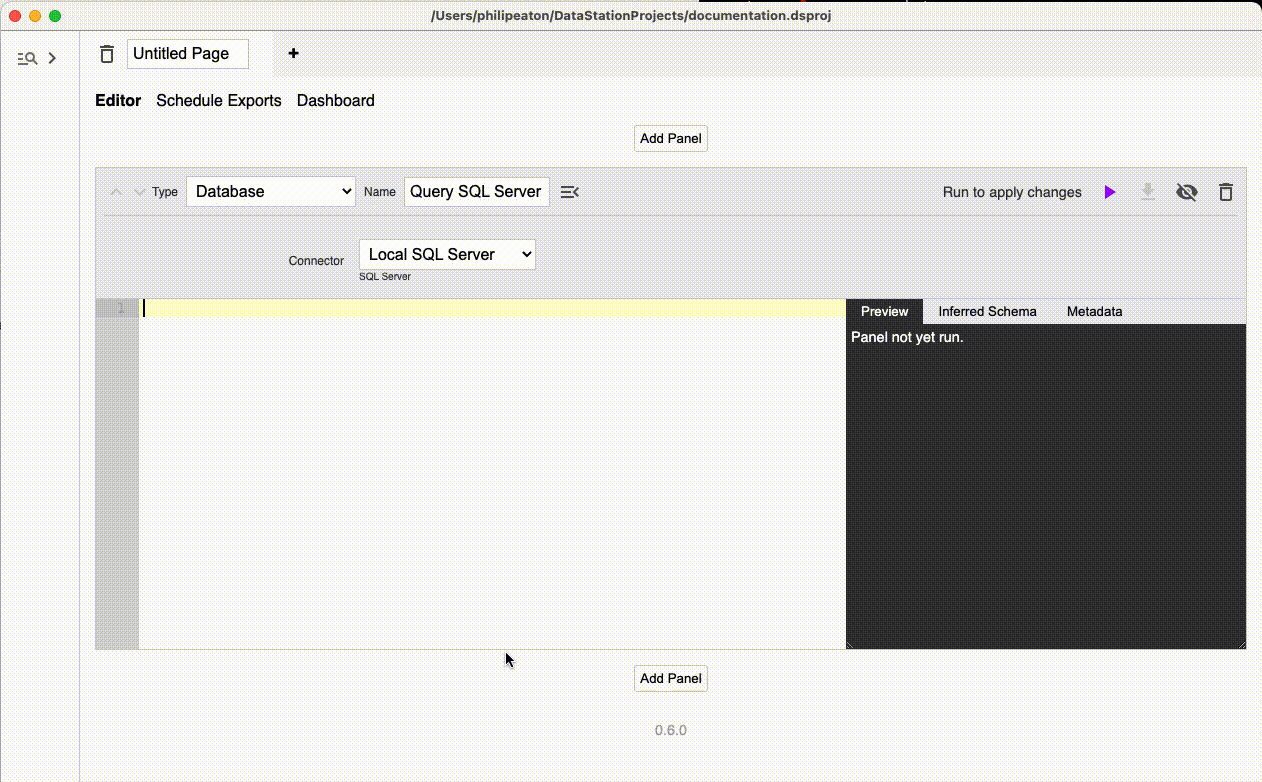 /Users/philipeaton/DataStationProjects/documentation.dsproj
Untitled Page +
Editor Schedule Exports Dashboard
Add Panel
Type Database Name Query SQL Server Run to apply changes
Connector Local SQL Server
SQL Server
1
Preview Inferred Schema Metadata
Panel not yet run.
Add Panel
0.6.0